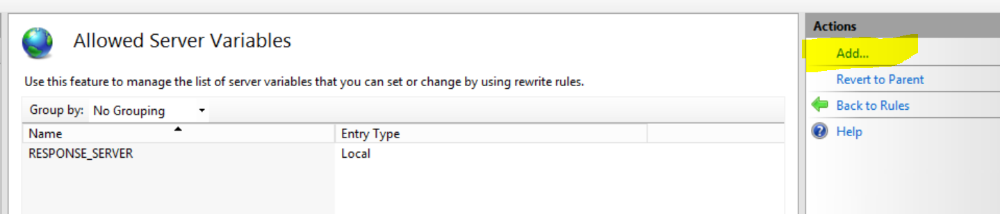 Allowed Server Variables
Use this feature to manage the list of server variables that you can set or change by using rewrite rules.
Group by: No Grouping
Name Entry Type
RESPONSE_SERVER Local
Actions
Add...
Revert to Parent
Back to Rules
Help